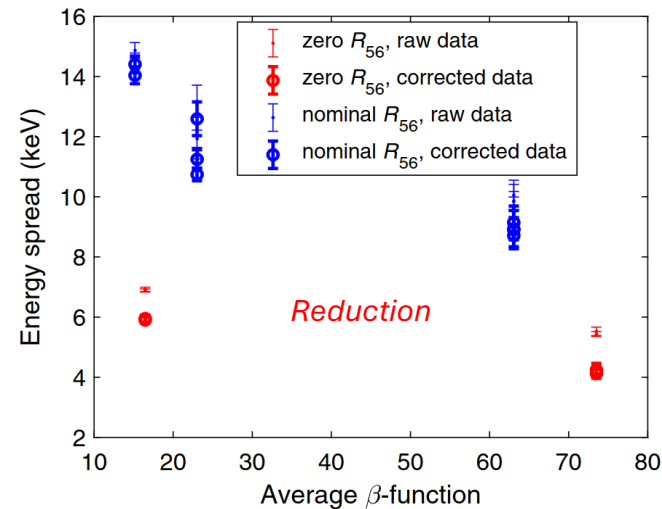 16
14
12
10
8
6
4
2
Energy spread (keV)
zero R₅₆, raw data
zero R₅₆, corrected data
nominal R₅₆, raw data
nominal R₅₆, corrected data
Reduction
10 20 30 40 50 60 70 80
Average β-function